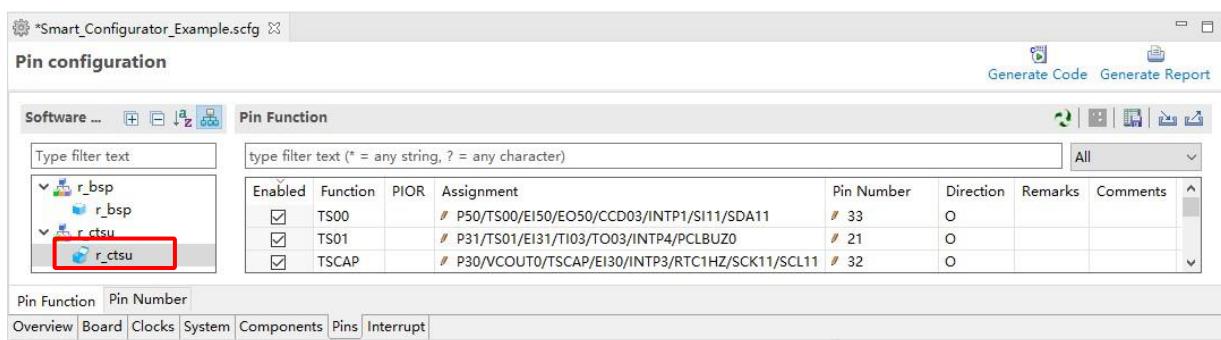 *Smart_Configurator_Example.scfg
Pin configuration
Generate Code Generate Report
Software ... Pin Function
Type filter text
type filter text (* = any string, ? = any character)
All
r_bsp
r_bsp
r_ctsu
r_ctsu
Enabled Function PIOR Assignment Pin Number Direction Remarks Comments
TS00 P50/TS00/EI50/EO50/CCD03/INTP1/SI11/SDA11 33 O
TS01 P31/TS01/EI31/TI03/TO03/INTP4/PCLBUZ0 21 O
TSCAP P30/VCOUT0/TSCAP/EI30/INTP3/RTC1HZ/SCK11/SCL11 32 O
Pin Function Pin Number
Overview Board Clocks System Components Pins Interrupt